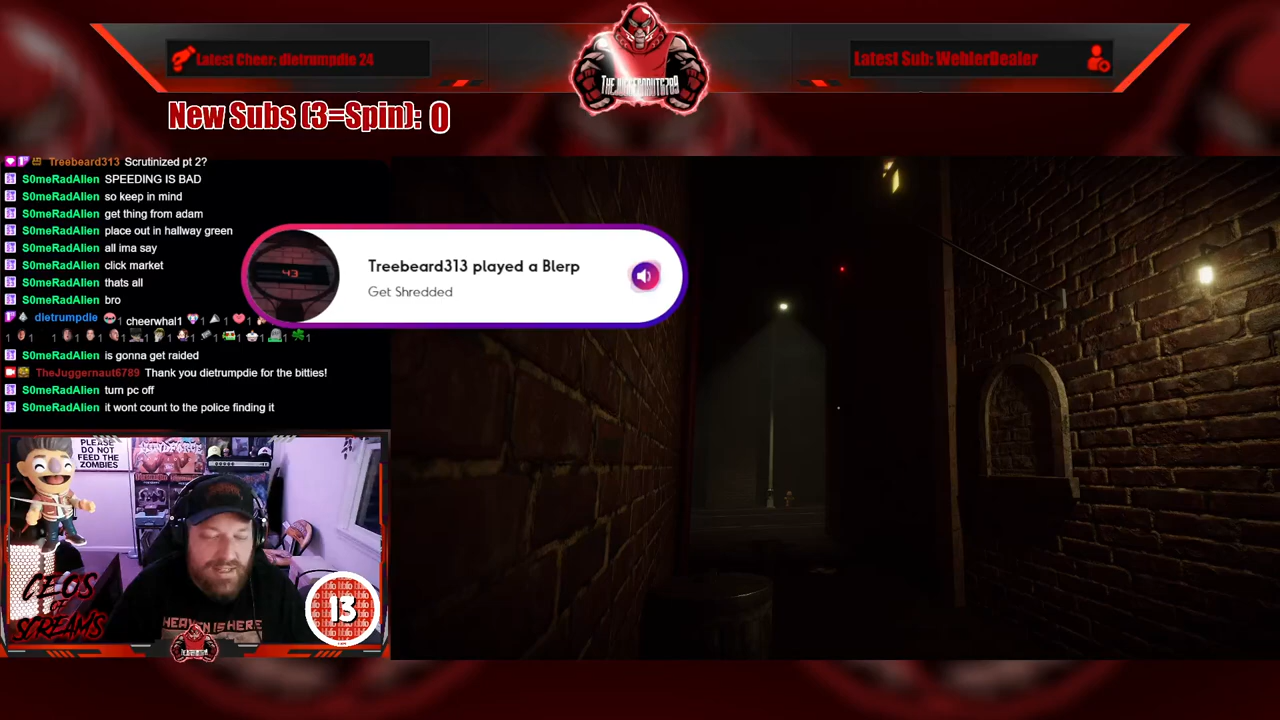 Latest Cheer: dietrumpdie 24
THEJUGGERNAUT6789
Latest Sub: WehlerDealer
New Subs (3=Spin): 0
Treebeard313 Scrutinized pt 2?
S0meRadAlien SPEEDING IS BAD
S0meRadAlien so keep in mind
S0meRadAlien get thing from adam
S0meRadAlien place out in hallway green
S0meRadAlien all ima say
S0meRadAlien click market
S0meRadAlien thats all
S0meRadAlien bro
dietrumpdie cheerwhal1
S0meRadAlien is gonna get raided
TheJuggernaut6789 Thank you dietrumpdie for the bitties!
S0meRadAlien turn pc off
S0meRadAlien it wont count to the police finding it
43
Treebeard313 played a Blerp
Get Shredded
PLEASE
DO NOT
FEED THE
ZOMBIES
CEOS
OF
SCREAMS
HEAVEN IS HERE
13